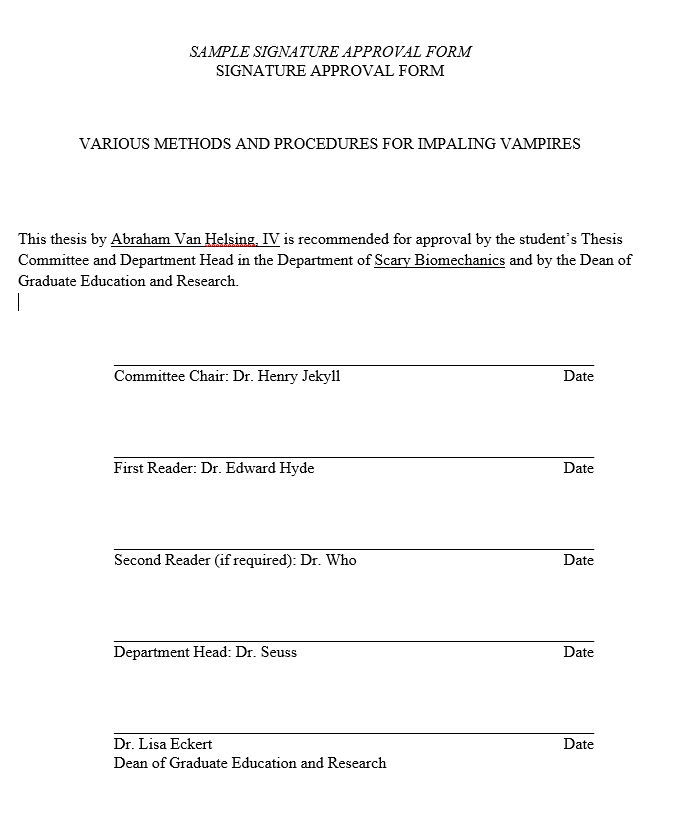 SAMPLE SIGNATURE APPROVAL FORM
SIGNATURE APPROVAL FORM
VARIOUS METHODS AND PROCEDURES FOR IMPALING VAMPIRES
This thesis by Abraham Van Helsing, IV is recommended for approval by the student’s Thesis
Committee and Department Head in the Department of Scary Biomechanics and by the Dean of
Graduate Education and Research.
Committee Chair: Dr. Henry Jekyll Date
First Reader: Dr. Edward Hyde Date
Second Reader (if required): Dr. Who Date
Department Head: Dr. Seuss Date
Dr. Lisa Eckert Date
Dean of Graduate Education and Research